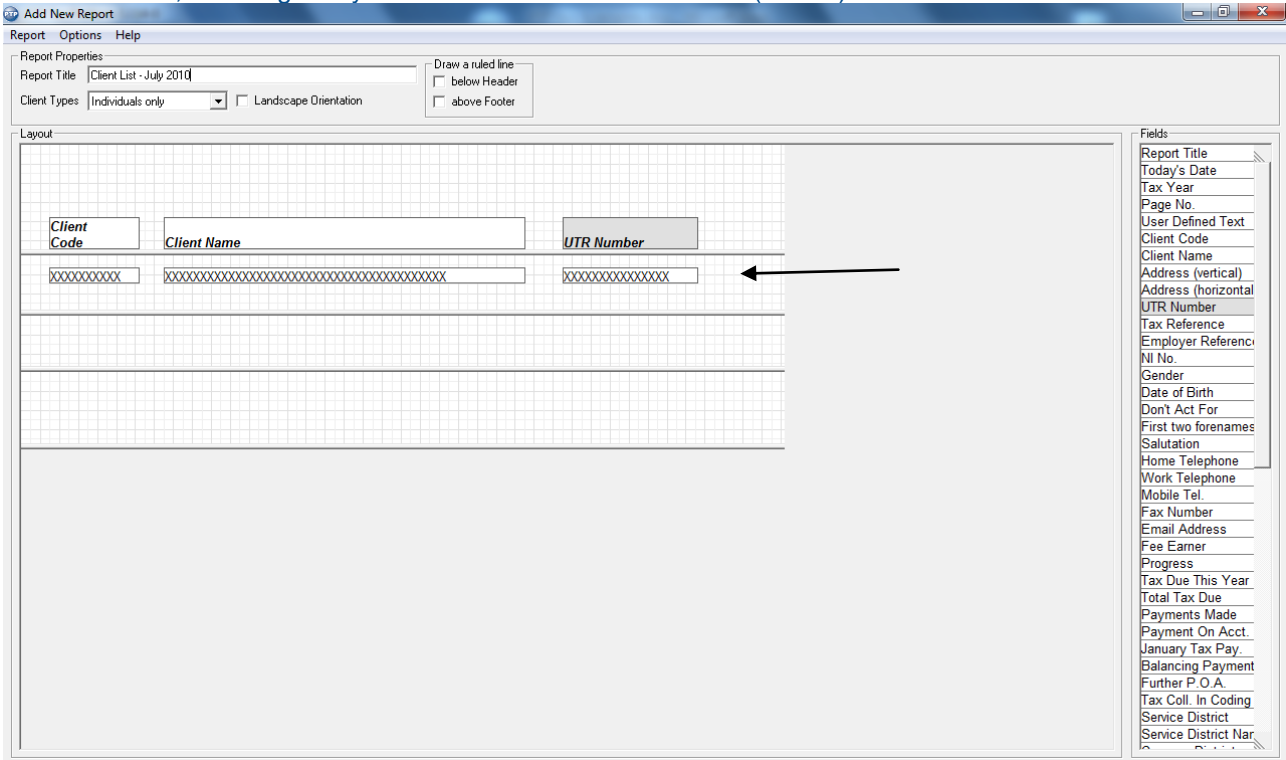 Add New Report
Report Options Help
Report Properties
Report Title Client List - July 2010
Client Types Individuals only Landscape Orientation
Draw a ruled line
below Header
above Footer
Layout
Client
Code Client Name UTR Number
XXXXXXXXXX XXXXXXXXXXXXXXXXXXXXXXXXXXXXXXXXXXXXXXXX XXXXXXXXXXXXXXX
Fields
Report Title
Today's Date
Tax Year
Page No.
User Defined Text
Client Code
Client Name
Address (vertical)
Address (horizontal
UTR Number
Tax Reference
Employer Referenc
NI No.
Gender
Date of Birth
Don't Act For
First two forenames
Salutation
Home Telephone
Work Telephone
Mobile Tel.
Fax Number
Email Address
Fee Earner
Progress
Tax Due This Year
Total Tax Due
Payments Made
Payment On Acct.
January Tax Pay.
Balancing Payment
Further P.O.A.
Tax Coll. In Coding
Service District
Service District Nar